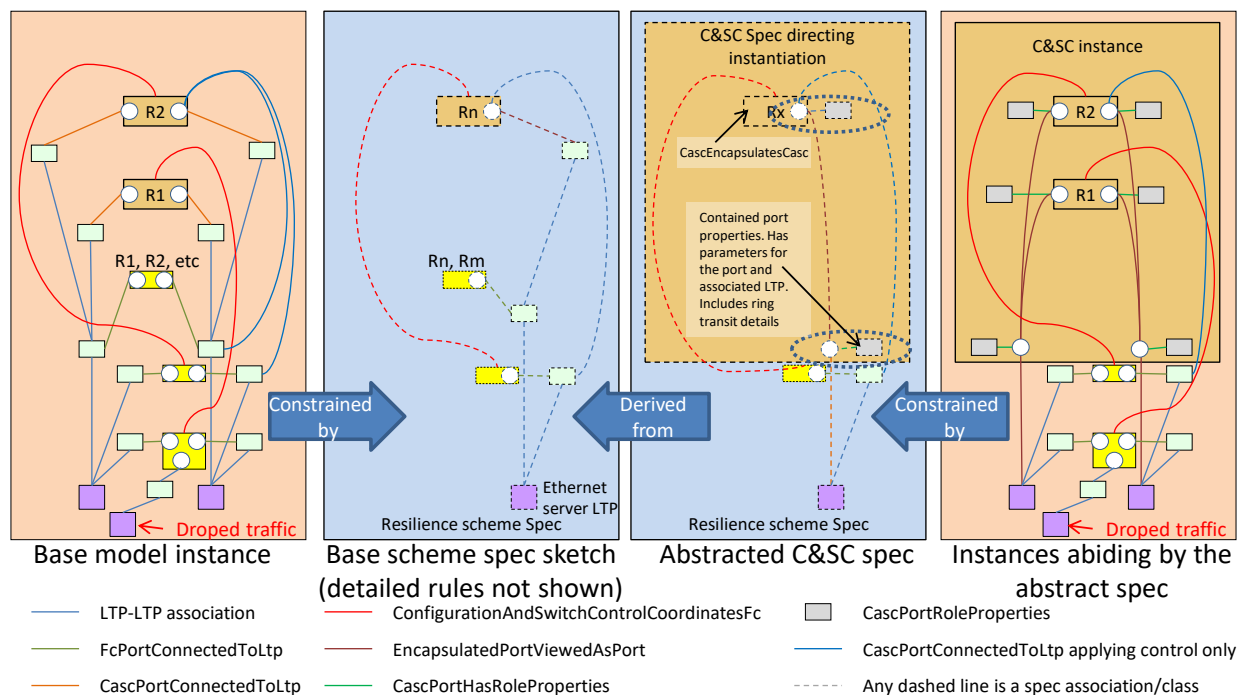 R2
R1
R1, R2, etc
Constrained
by
Droped traffic
Base model instance
Rn
Rn, Rm
Derived
from
Ethernet
server LTP
Resilience scheme Spec
Base scheme spec sketch
(detailed rules not shown)
C&SC Spec directing
instantiation
Rx
CascEncapsulatesCasc
Contained port
properties. Has
parameters for
the port and
associated LTP.
Includes ring
transit details
Constrained
by
Resilience scheme Spec
Abstracted C&SC spec
C&SC instance
R2
R1
Droped traffic
Instances abiding by the
abstract spec
LTP-LTP association
ConfigurationAndSwitchControlCoordinatesFc
CascPortRoleProperties
FcPortConnectedToLtp
EncapsulatedPortViewedAsPort
CascPortConnectedToLtp applying control only
CascPortConnectedToLtp
CascPortHasRoleProperties
Any dashed line is a spec association/class